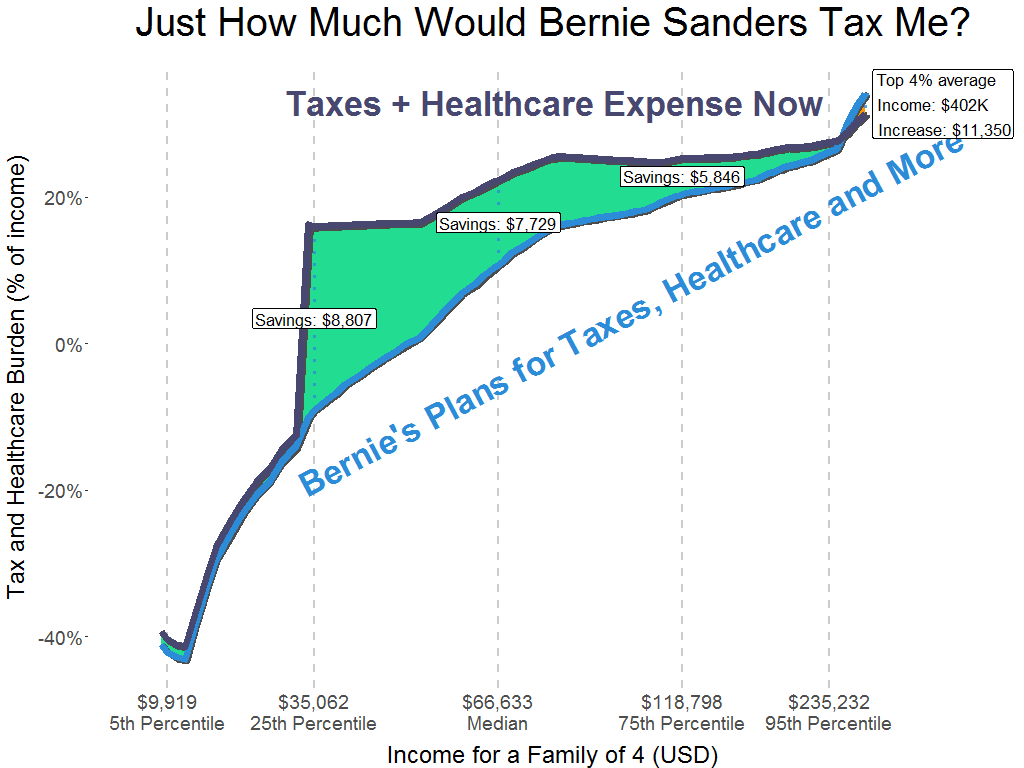 Just How Much Would Bernie Sanders Tax Me?
Taxes + Healthcare Expense Now
Top 4% average
Income: $402K
Increase: $11,350
Bernie's Plans for Taxes, Healthcare and More
Savings: $5,846
Savings: $7,729
Savings: $8,807
Tax and Healthcare Burden (% of income)
20%
0%
-20%
-40%
$9,919
5th Percentile
$35,062
25th Percentile
$66,633
Median
$118,798
75th Percentile
$235,232
95th Percentile
Income for a Family of 4 (USD)